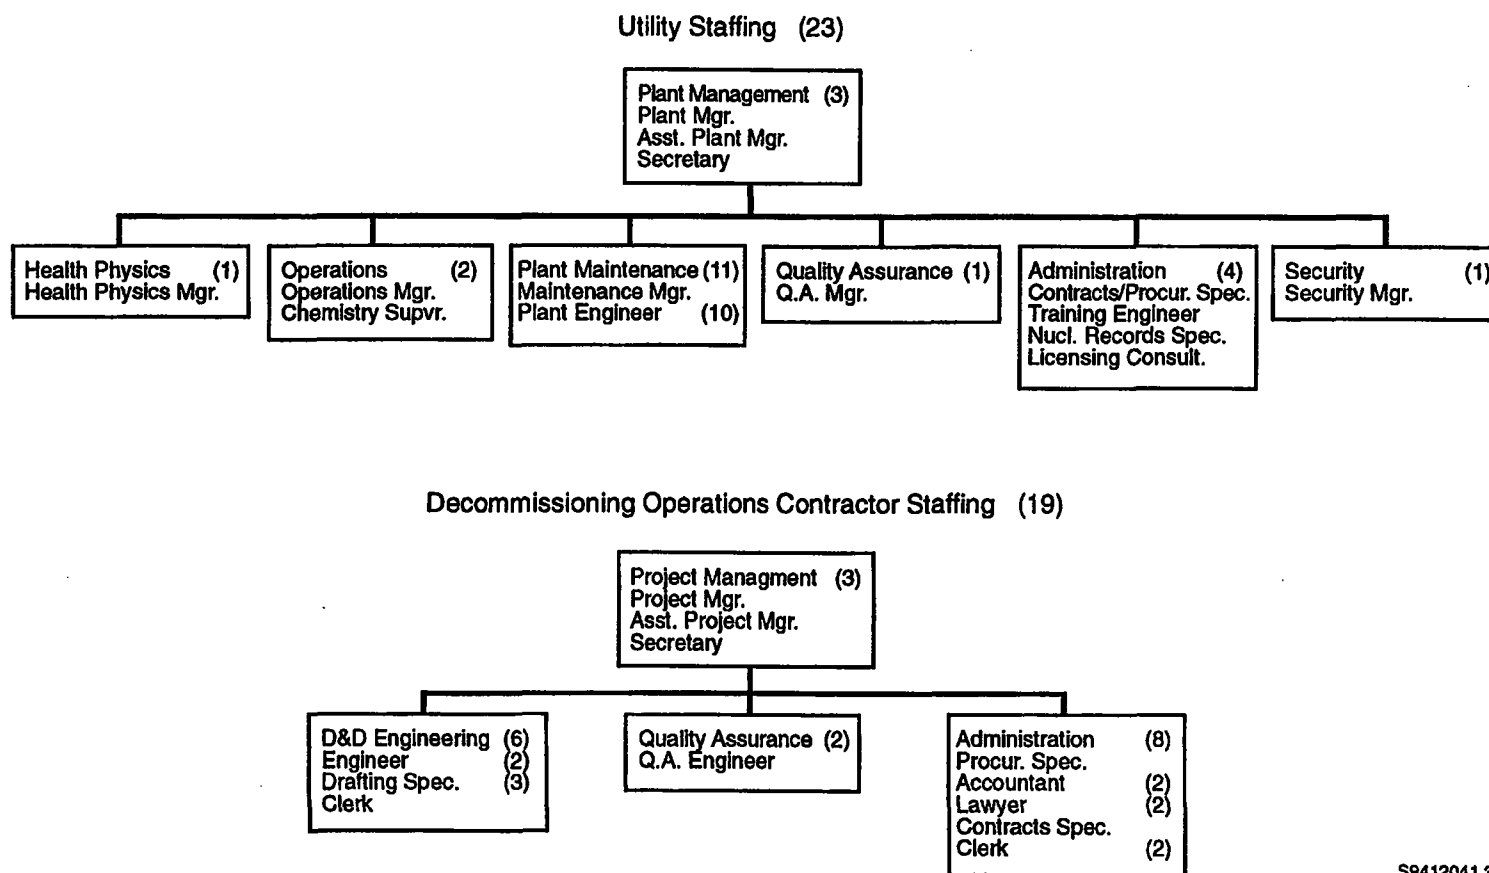 Utility Staffing (23)
Plant Management (3)
Plant Mgr.
Asst. Plant Mgr.
Secretary
Health Physics (1)
Health Physics Mgr.
Operations (2)
Operations Mgr.
Chemistry Supvr.
Plant Maintenance (11)
Maintenance Mgr.
Plant Engineer (10)
Quality Assurance (1)
Q.A. Mgr.
Administration (4)
Contracts/Procur. Spec.
Training Engineer
Nucl. Records Spec.
Licensing Consult.
Security (1)
Security Mgr.
Decommissioning Operations Contractor Staffing (19)
Project Managment (3)
Project Mgr.
Asst. Project Mgr.
Secretary
D&D Engineering (6)
Engineer (2)
Drafting Spec. (3)
Clerk
Quality Assurance (2)
Q.A. Engineer
Administration (8)
Procur. Spec.
Accountant (2)
Lawyer (2)
Contracts Spec.
Clerk (2)